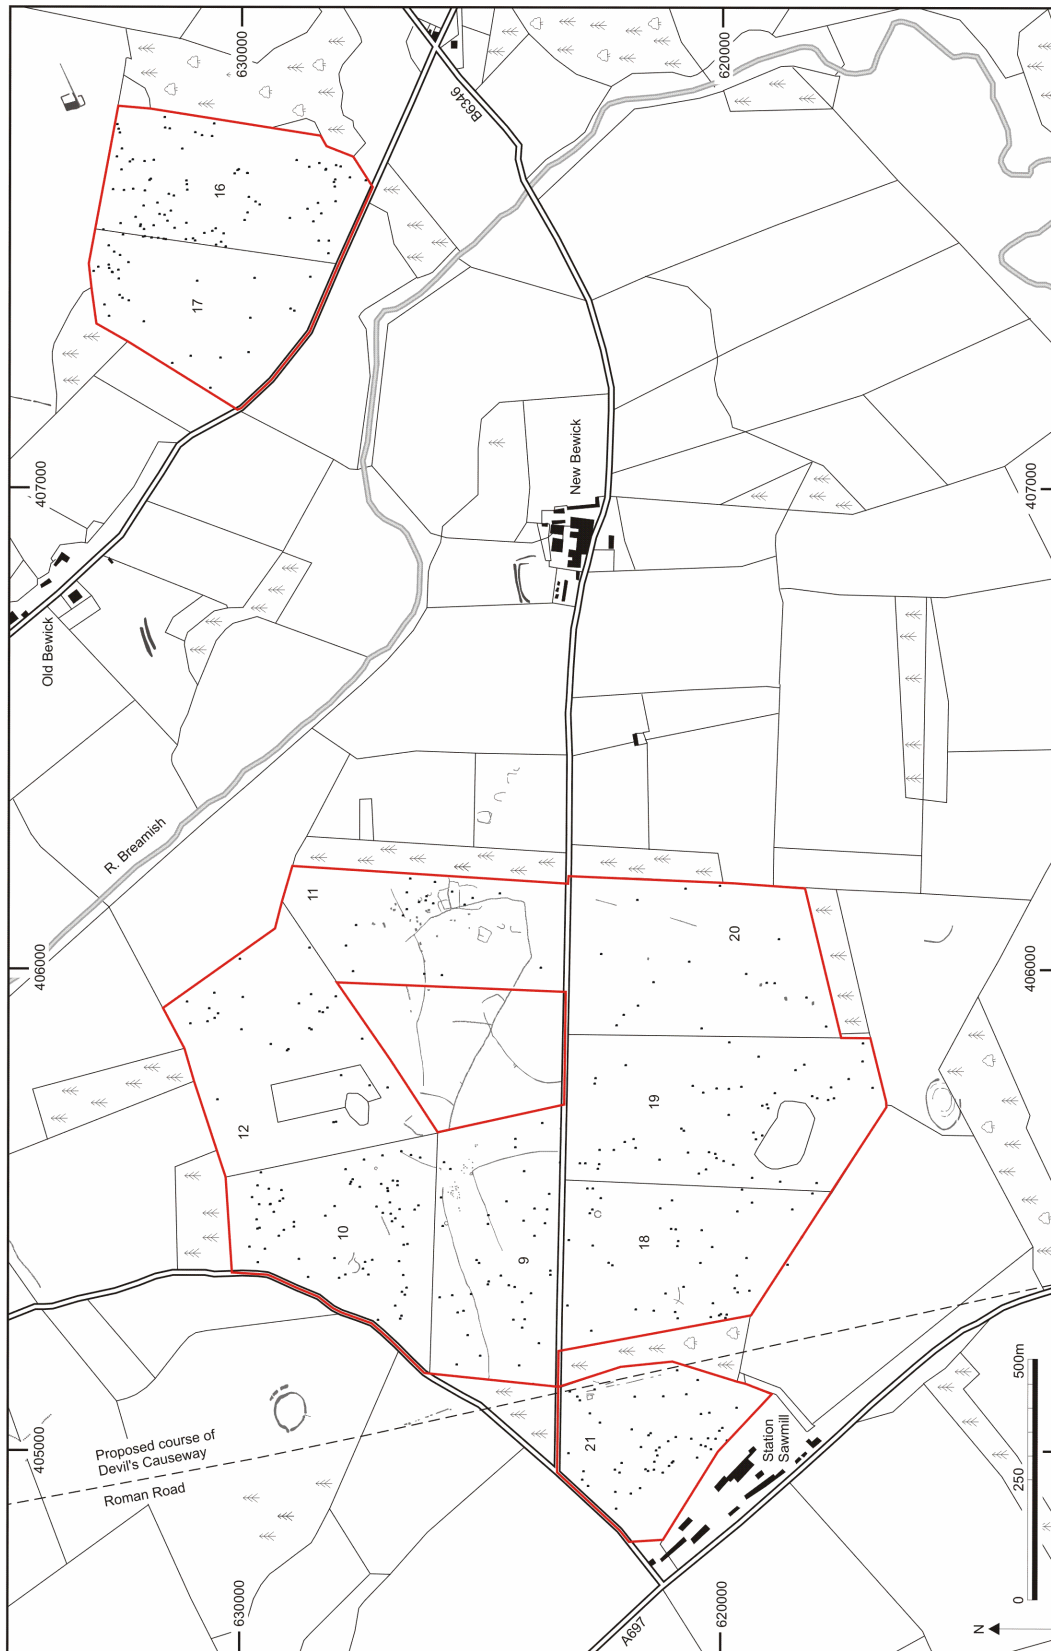 630000
620000
B6346
16
17
407000
407000
New Bewick
Old Bewick
R. Breamish
11
20
406000
406000
12
19
10
9
18
21
Proposed course of
Devil's Causeway
Roman Road
405000
Station
Sawmill
0
250
500m
N
630000
620000
A697